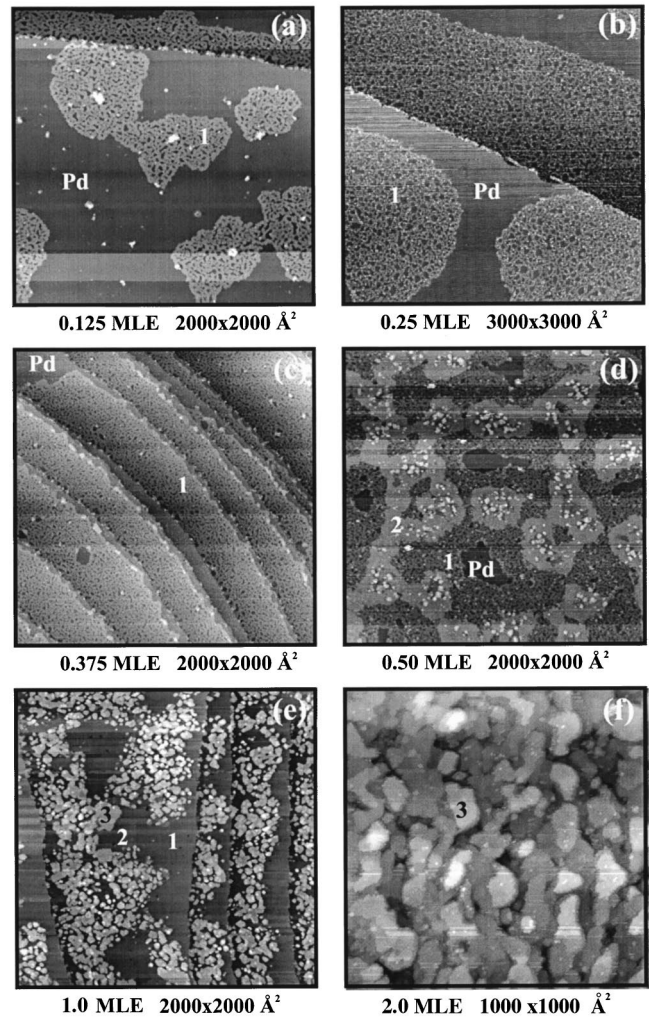 (a)
1
Pd
0.125 MLE 2000x2000 Å²
(b)
1
Pd
0.25 MLE 3000x3000 Å²
Pd
(c)
1
0.375 MLE 2000x2000 Å²
(d)
2
1
Pd
0.50 MLE 2000x2000 Å²
(e)
3
2
1
1.0 MLE 2000x2000 Å²
(f)
3
2.0 MLE 1000 x1000 Å²